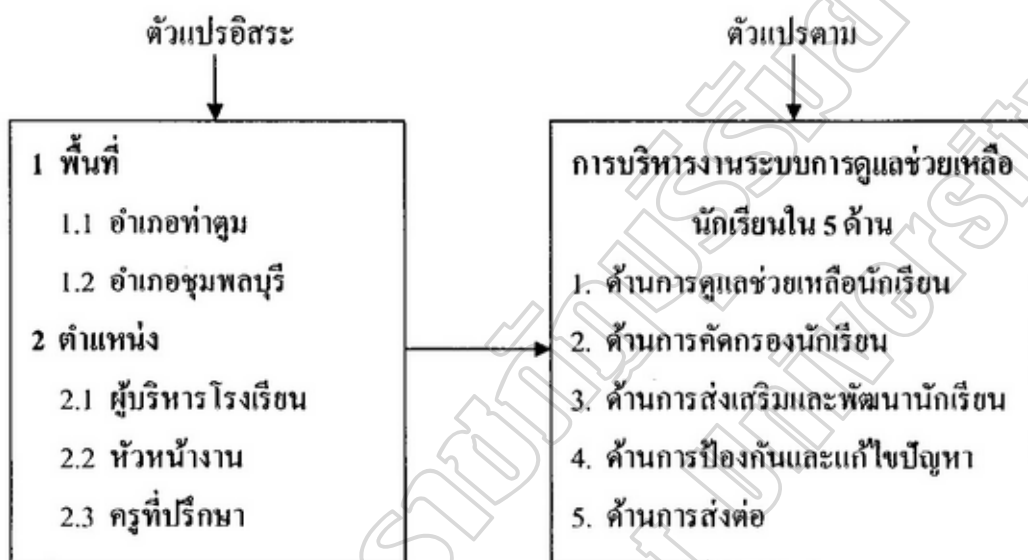 ตัวแปรอิสระ
ตัวแปรตาม
1 พื้นที่
1.1 อำเภอท่าตูม
1.2 อำเภอชุมพลบุรี
2 ตำแหน่ง
2.1 ผู้บริหารโรงเรียน
2.2 หัวหน้างาน
2.3 ครูที่ปรึกษา
การบริหารงานระบบการดูแลช่วยเหลือ
นักเรียนใน 5 ด้าน
1. ด้านการดูแลช่วยเหลือนักเรียน
2. ด้านการคัดกรองนักเรียน
3. ด้านการส่งเสริมและพัฒนานักเรียน
4. ด้านการป้องกันและแก้ไขปัญหา
5. ด้านการส่งต่อ